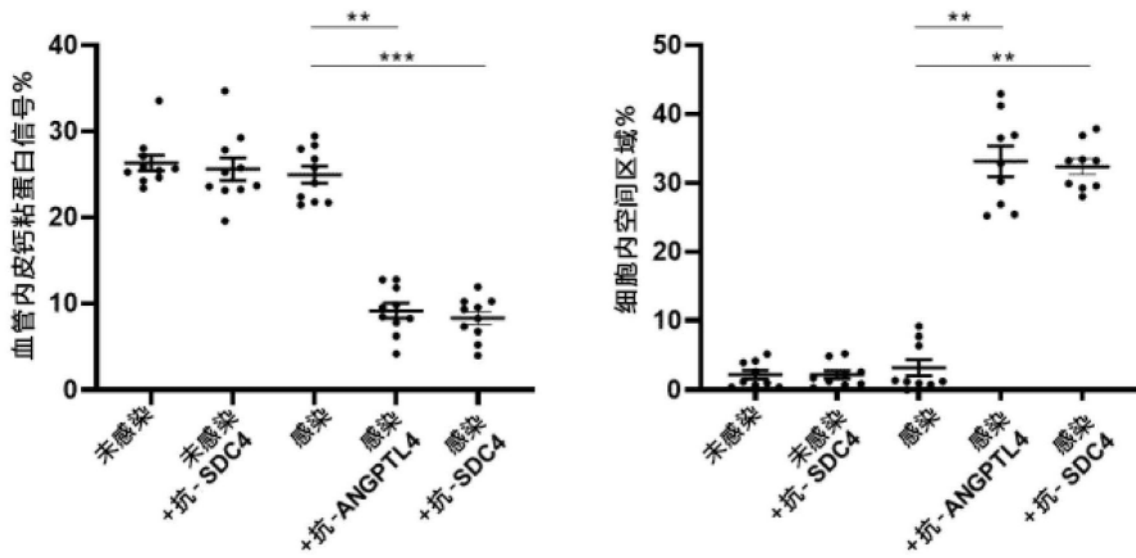 血管内皮钙粘蛋白信号%
40
30
20
10
0
**
***
未感染
未感染
+抗-SDC4
感染
感染
+抗-ANGPTL4
感染
+抗-SDC4
细胞内空间区域%
50
40
30
20
10
0
**
**
未感染
未感染
+抗-SDC4
感染
感染
+抗-ANGPTL4
感染
+抗-SDC4